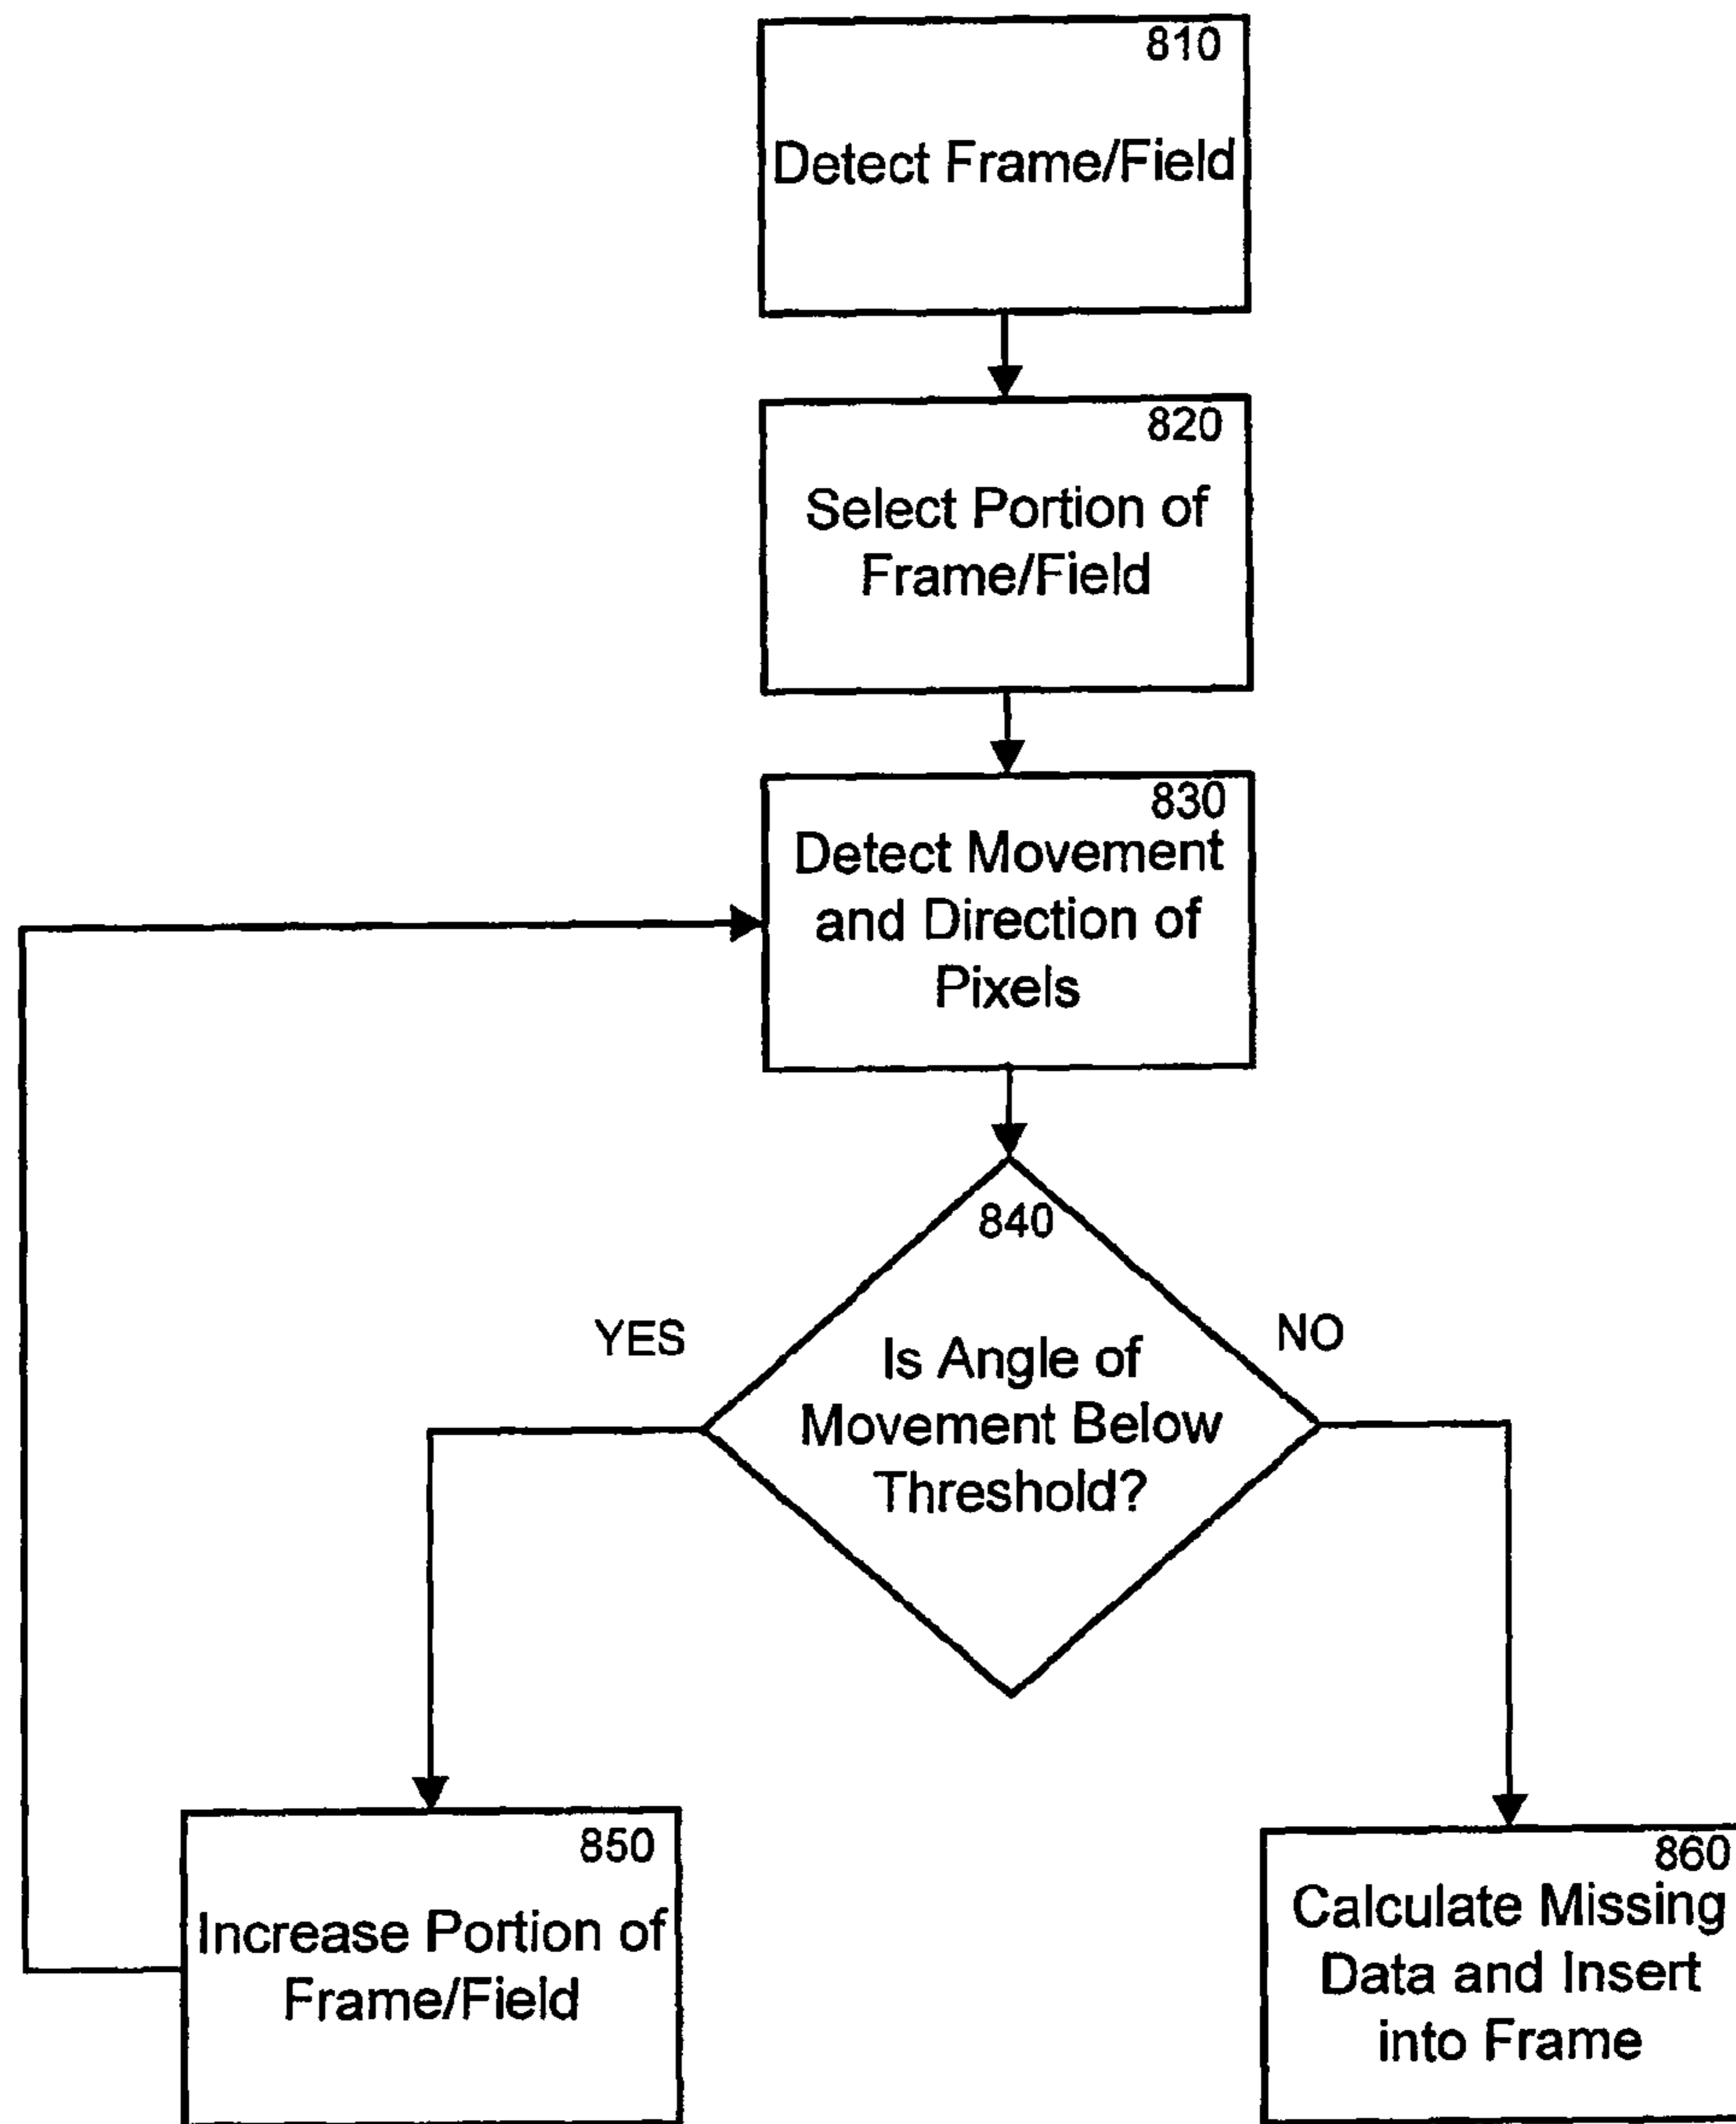 810
Detect Frame/Field
820
Select Portion of
Frame/Field
830
Detect Movement
and Direction of
Pixels
840
YES
NO
Is Angle of
Movement Below
Threshold?
850
Increase Portion of
Frame/Field
860
Calculate Missing
Data and Insert
into Frame